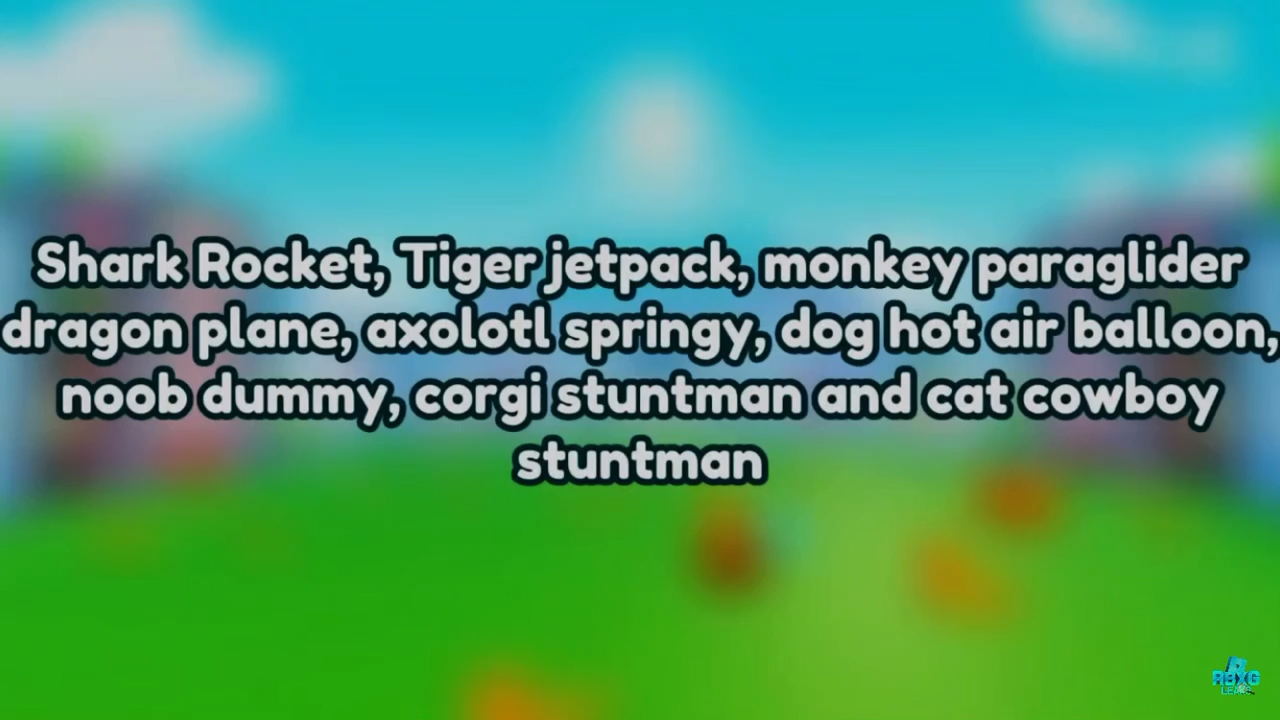 Shark Rocket, Tiger jetpack, monkey paraglider
dragon plane, axolotl springy, dog hot air balloon,
noob dummy, corgi stuntman and cat cowboy
stuntman